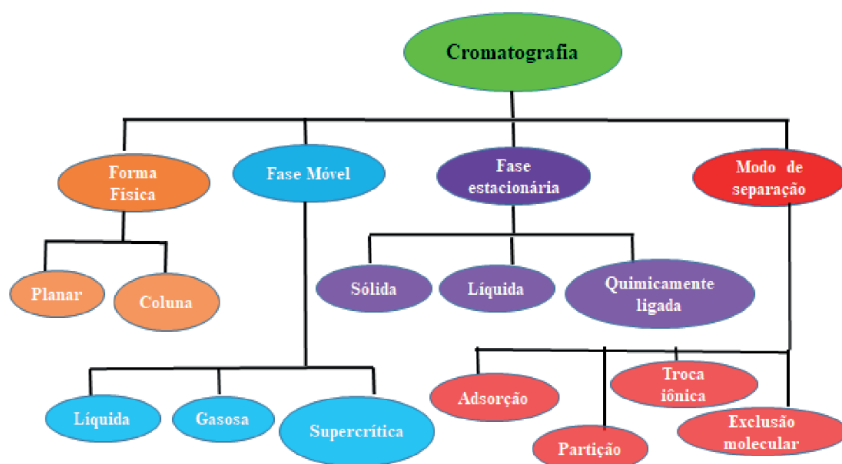 Cromatografia
Forma
Física
Fase Móvel
Fase
estacionária
Modo de
separação
Planar
Coluna
Sólida
Líquida
Quimicamente
ligada
Líquida
Gasosa
Supercrítica
Adsorção
Partição
Troca
iônica
Exclusão
molecular